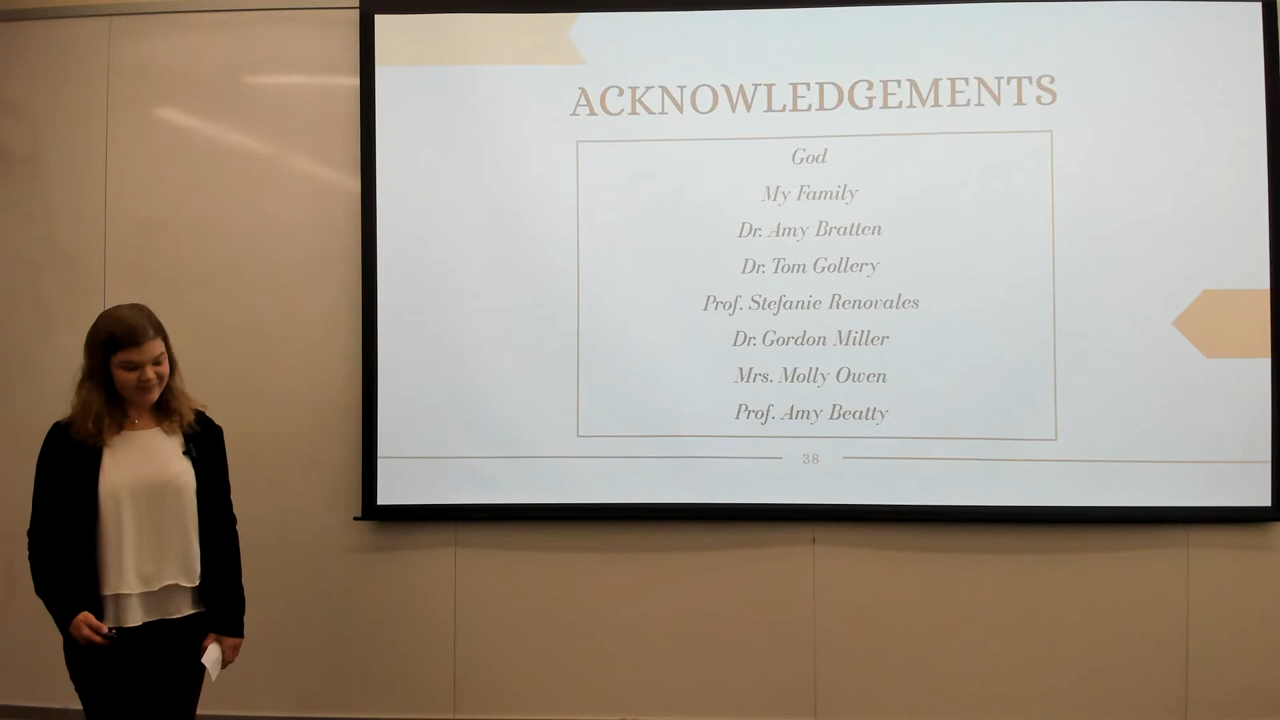 ACKNOWLEDGEMENTS
God
My Family
Dr. Amy Bratten
Dr. Tom Gollery
Prof. Stefanie Renovales
Dr. Gordon Miller
Mrs. Molly Owen
Prof. Amy Beatty
38